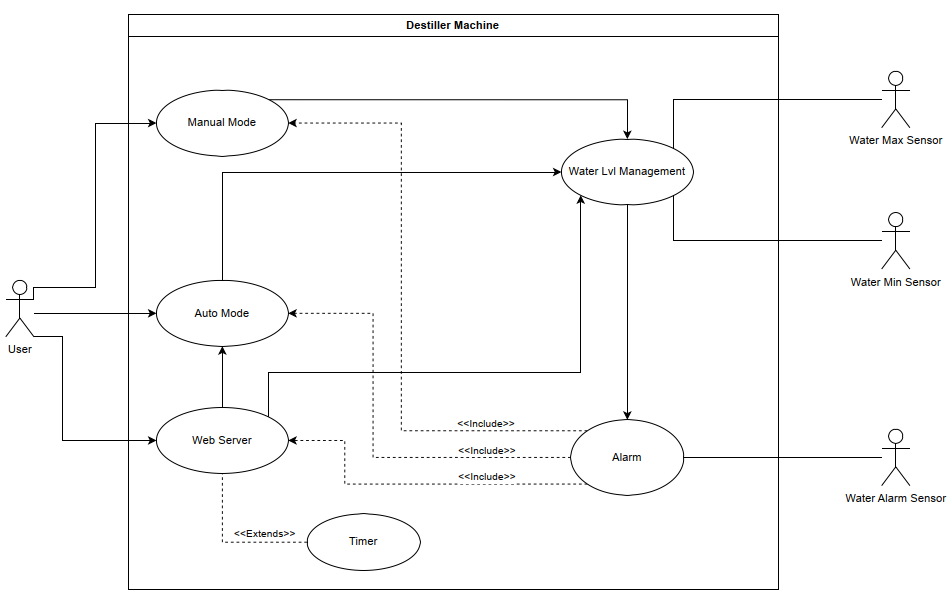 Destiller Machine
Manual Mode
Water Max Sensor
Water Lvl Management
Water Min Sensor
Auto Mode
User
Web Server
<<Include>>
<<Include>>
<<Include>>
Alarm
Water Alarm Sensor
<<Extends>>
Timer